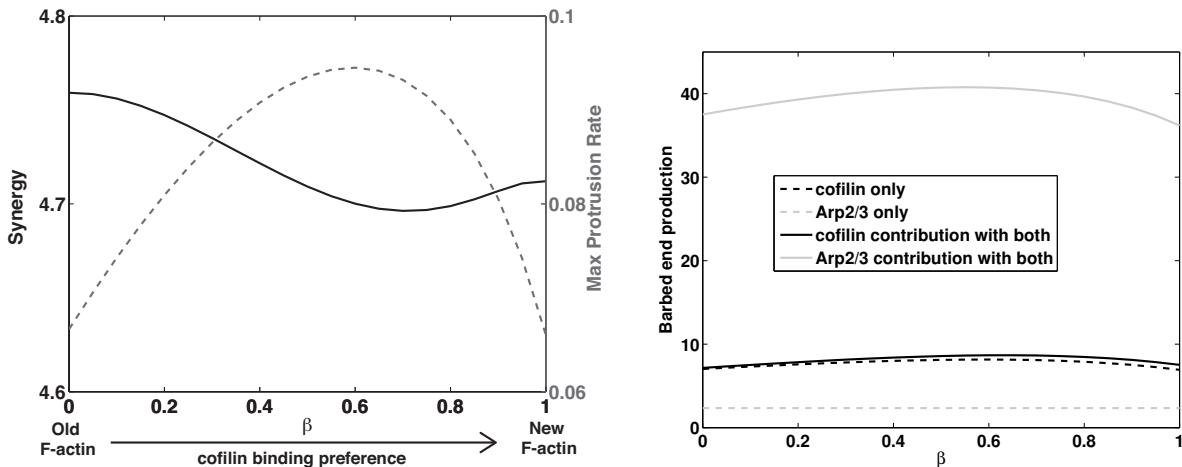 4.8
4.7
4.6
Synergy
0.1
0.08
0.06
Max Protrusion Rate
0 0.2 0.4 0.6 0.8 1
β
Old
F-actin
New
F-actin
cofilin binding preference
40
30
20
10
0
Barbed end production
cofilin only
Arp2/3 only
cofilin contribution with both
Arp2/3 contribution with both
0 0.2 0.4 0.6 0.8 1
β